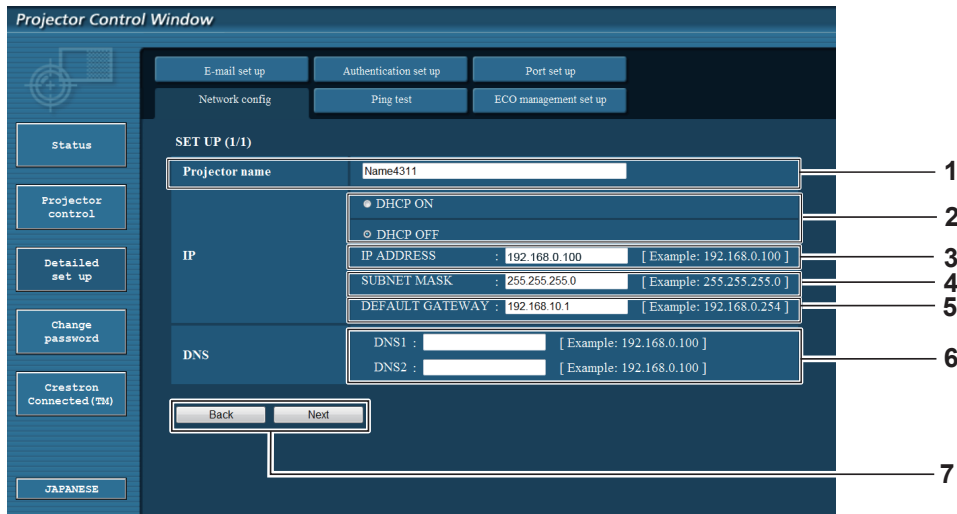 Projector Control Window
E-mail set up
Authentication set up
Port set up
Network config
Ping test
ECO management set up
Status
Projector
control
Detailed
set up
Change
password
Crestron
Connected(TM)
JAPANESE
SET UP (1/1)
Projector name
Name4311
1
IP
DHCP ON
DHCP OFF
2
IP ADDRESS : 192.168.0.100 [ Example: 192.168.0.100 ]
3
SUBNET MASK : 255.255.255.0 [ Example: 255.255.255.0 ]
4
DEFAULT GATEWAY : 192.168.10.1 [ Example: 192.168.0.254 ]
5
DNS
DNS1 : [ Example: 192.168.0.100 ]
DNS2 : [ Example: 192.168.0.100 ]
6
Back
Next
7